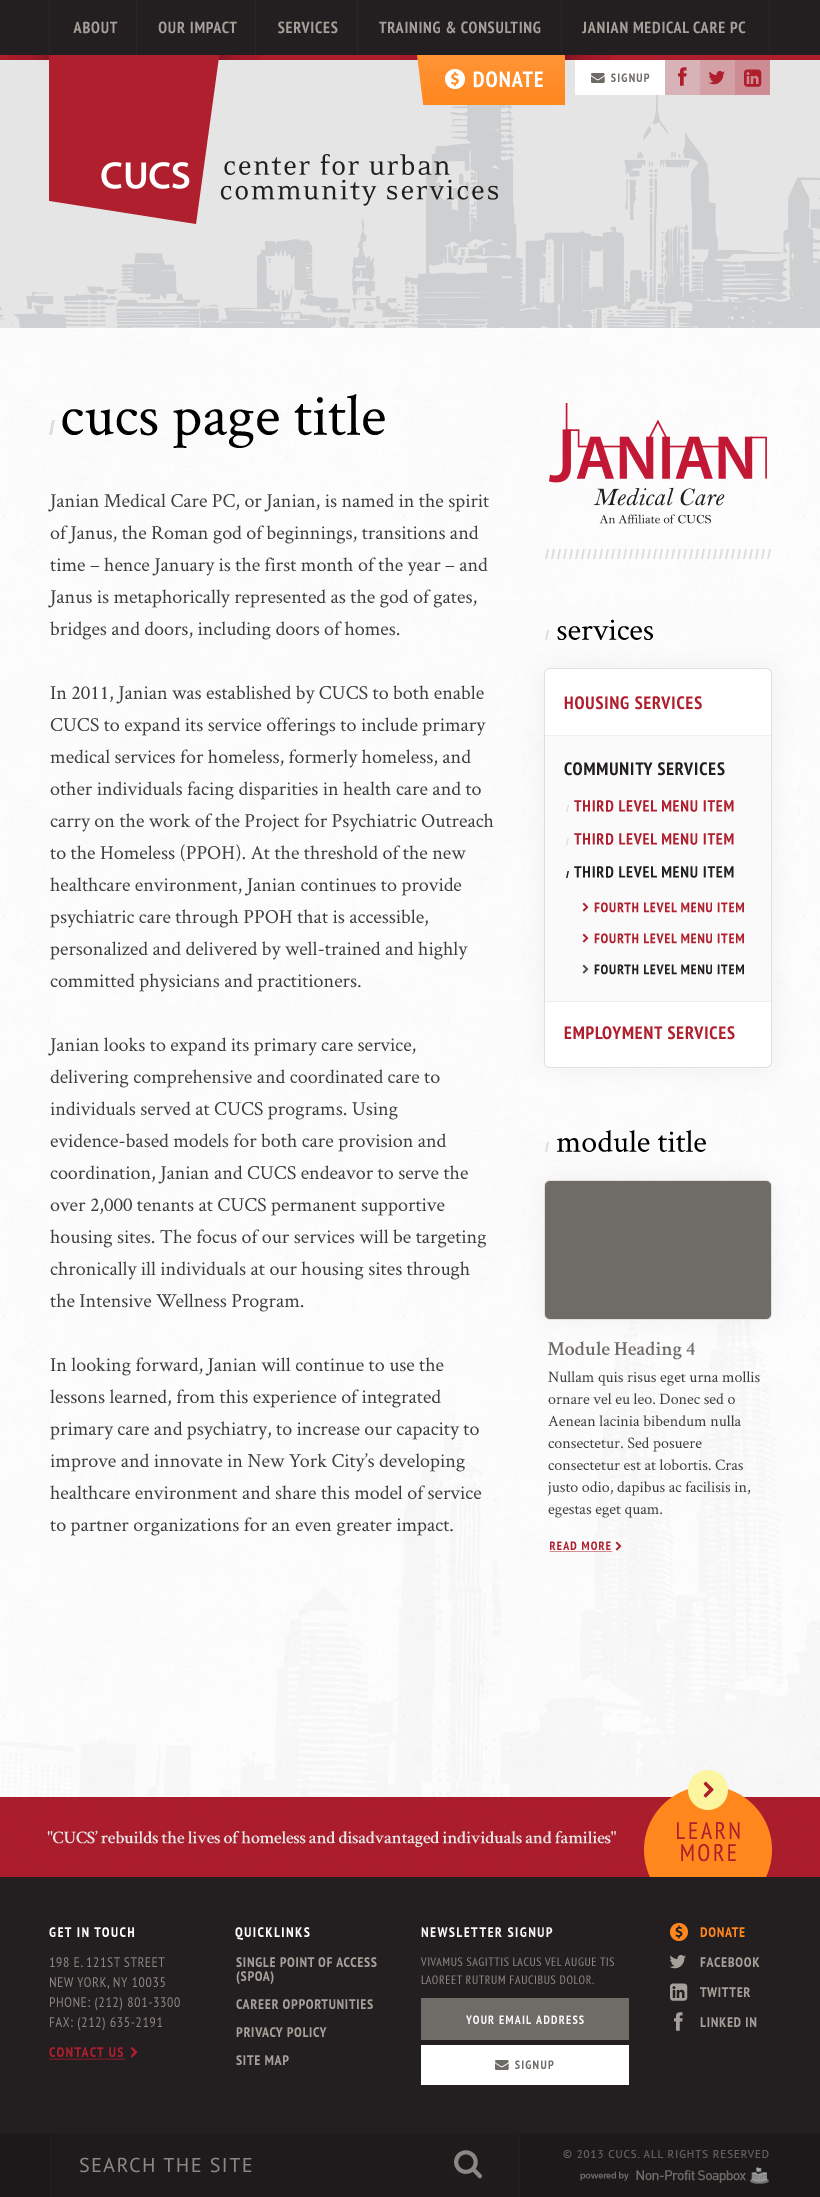 ABOUT OUR IMPACT SERVICES TRAINING & CONSULTING JANIAN MEDICAL CARE PC
DONATE SIGNUP
CUCS
center for urban
community services
cucs page title
Janian Medical Care PC, or Janian, is named in the spirit
of Janus, the Roman god of beginnings, transitions and
time – hence January is the first month of the year – and
Janus is metaphorically represented as the god of gates,
bridges and doors, including doors of homes.
In 2011, Janian was established by CUCS to both enable
CUCS to expand its service offerings to include primary
medical services for homeless, formerly homeless, and
other individuals facing disparities in health care and to
carry on the work of the Project for Psychiatric Outreach
to the Homeless (PPOH). At the threshold of the new
healthcare environment, Janian continues to provide
psychiatric care through PPOH that is accessible,
personalized and delivered by well-trained and highly
committed physicians and practitioners.
Janian looks to expand its primary care service,
delivering comprehensive and coordinated care to
individuals served at CUCS programs. Using
evidence-based models for both care provision and
coordination, Janian and CUCS endeavor to serve the
over 2,000 tenants at CUCS permanent supportive
housing sites. The focus of our services will be targeting
chronically ill individuals at our housing sites through
the Intensive Wellness Program.
In looking forward, Janian will continue to use the
lessons learned, from this experience of integrated
primary care and psychiatry, to increase our capacity to
improve and innovate in New York City’s developing
healthcare environment and share this model of service
to partner organizations for an even greater impact.
JANIAN
Medical Care
An Affiliate of CUCS
services
HOUSING SERVICES
COMMUNITY SERVICES
THIRD LEVEL MENU ITEM
THIRD LEVEL MENU ITEM
THIRD LEVEL MENU ITEM
FOURTH LEVEL MENU ITEM
FOURTH LEVEL MENU ITEM
FOURTH LEVEL MENU ITEM
EMPLOYMENT SERVICES
module title
Module Heading 4
Nullam quis risus eget urna mollis
ornare vel eu leo. Donec sed o
Aenean lacinia bibendum nulla
consectetur. Sed posuere
consectetur est at lobortis. Cras
justo odio, dapibus ac facilisis in,
egestas eget quam.
READ MORE
"CUCS’ rebuilds the lives of homeless and disadvantaged individuals and families"
LEARN
MORE
GET IN TOUCH
198 E. 121ST STREET
NEW YORK, NY 10035
PHONE: (212) 801-3300
FAX: (212) 635-2191
CONTACT US
QUICKLINKS
SINGLE POINT OF ACCESS
(SPOA)
CAREER OPPORTUNITIES
PRIVACY POLICY
SITE MAP
NEWSLETTER SIGNUP
VIVAMUS SAGITTIS LACUS VEL AUGUE TIS
LAOREET RUTRUM FAUCIBUS DOLOR.
YOUR EMAIL ADDRESS
SIGNUP
DONATE
FACEBOOK
TWITTER
LINKED IN
SEARCH THE SITE
© 2013 CUCS. ALL RIGHTS RESERVED
powered by Non-Profit Soapbox